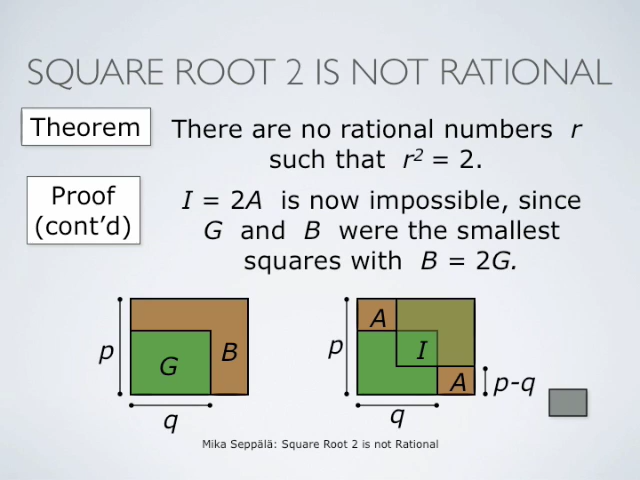 SQUARE ROOT 2 IS NOT RATIONAL
Theorem
There are no rational numbers r
such that r² = 2.
Proof
(cont’d)
I = 2A is now impossible, since
G and B were the smallest
squares with B = 2G.
p
G
B
q
p
A
I
A
p-q
q
Mika Seppälä: Square Root 2 is not Rational